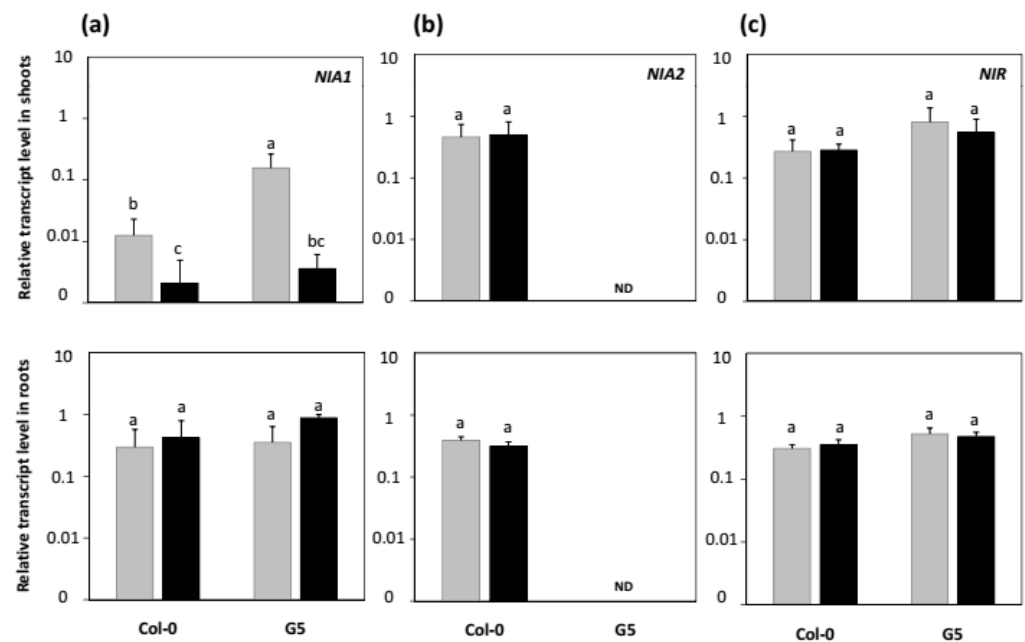 (a)
(b)
(c)
Relative transcript level in shoots
10
1
0.1
0.01
0
NIA1
b
c
a
bc
10
1
0.1
0.01
0
NIA2
a
a
ND
10
1
0.1
0.01
0
NIR
a
a
a
a
Relative transcript level in roots
10
1
0.1
0.01
0
a
a
a
a
Col-0
G5
10
1
0.1
0.01
0
a
a
ND
Col-0
G5
10
1
0.1
0.01
0
a
a
a
a
Col-0
G5